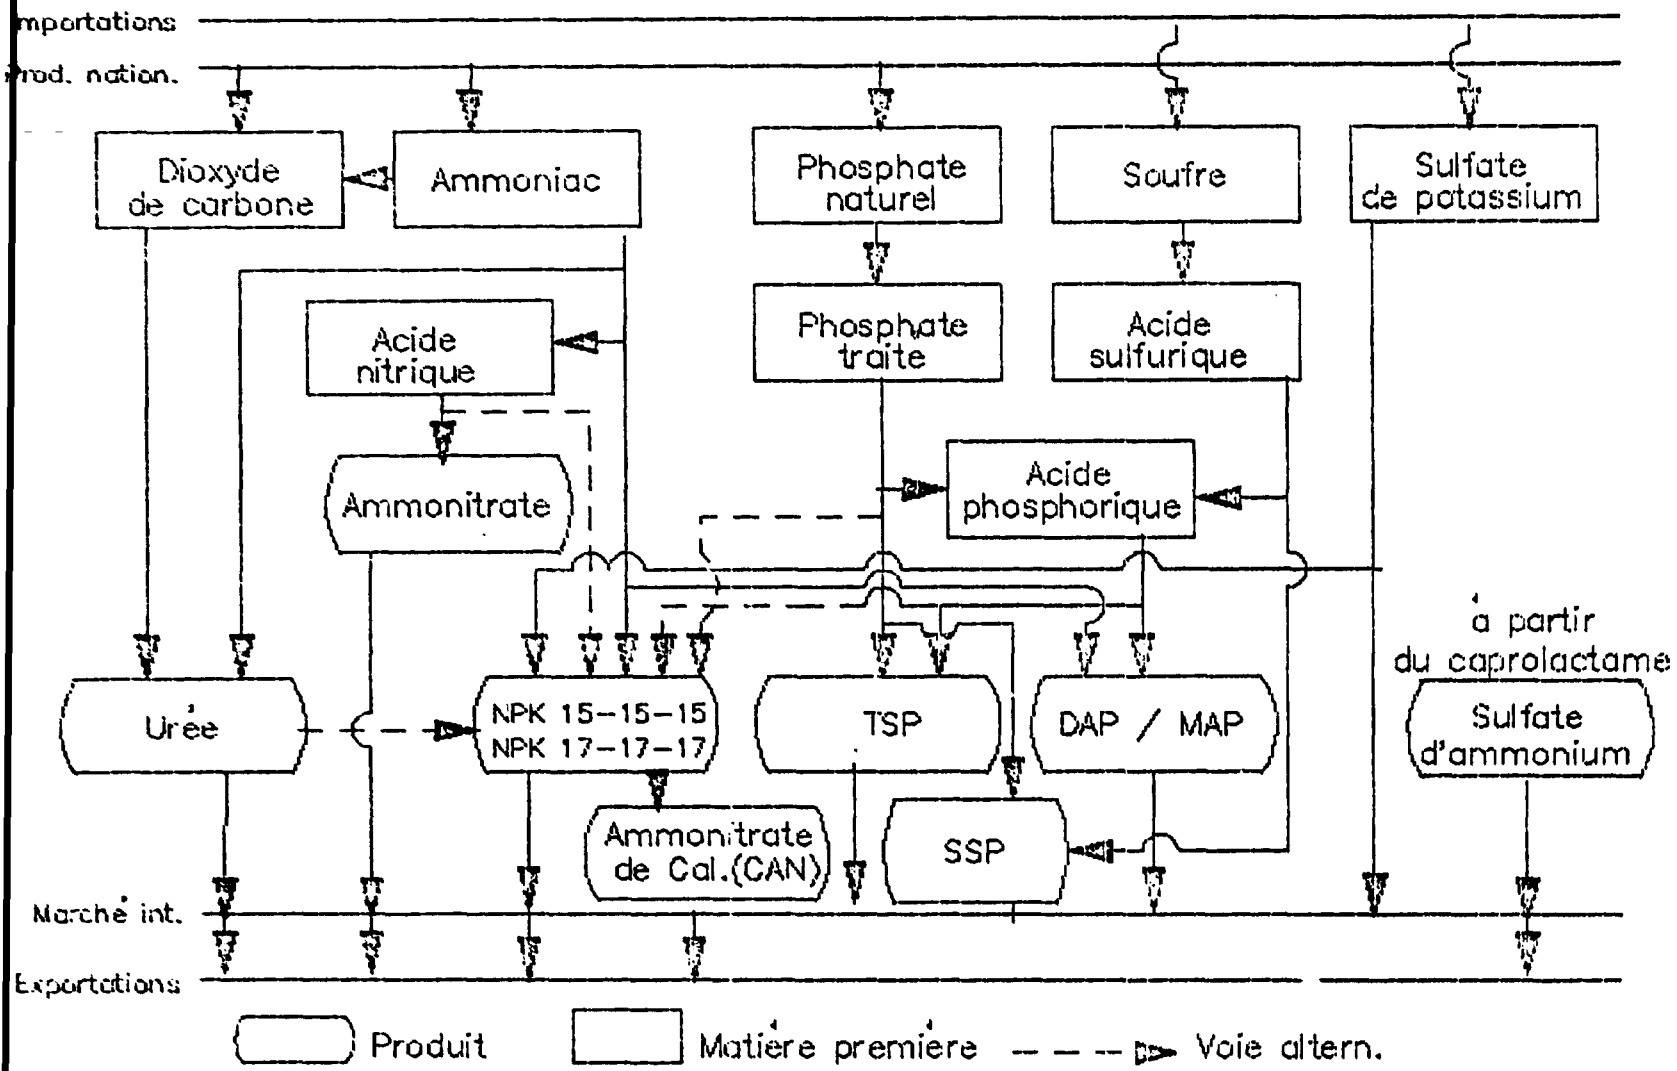 mportations
Prod. nation.
Dioxyde
de carbone
Ammoniac
Phosphate
naturel
Soufre
Sulfate
de potassium
Acide
nitrique
Phosphate
traite
Acide
sulfurique
Ammonitrate
Acide
phosphorique
à partir
du caprolactame
Urée
NPK 15-15-15
NPK 17-17-17
TSP
DAP / MAP
Sulfate
d'ammonium
Ammonitrate
de Cal.(CAN)
SSP
Marché int.
Exportations
Produit
Matière première
Voie altern.